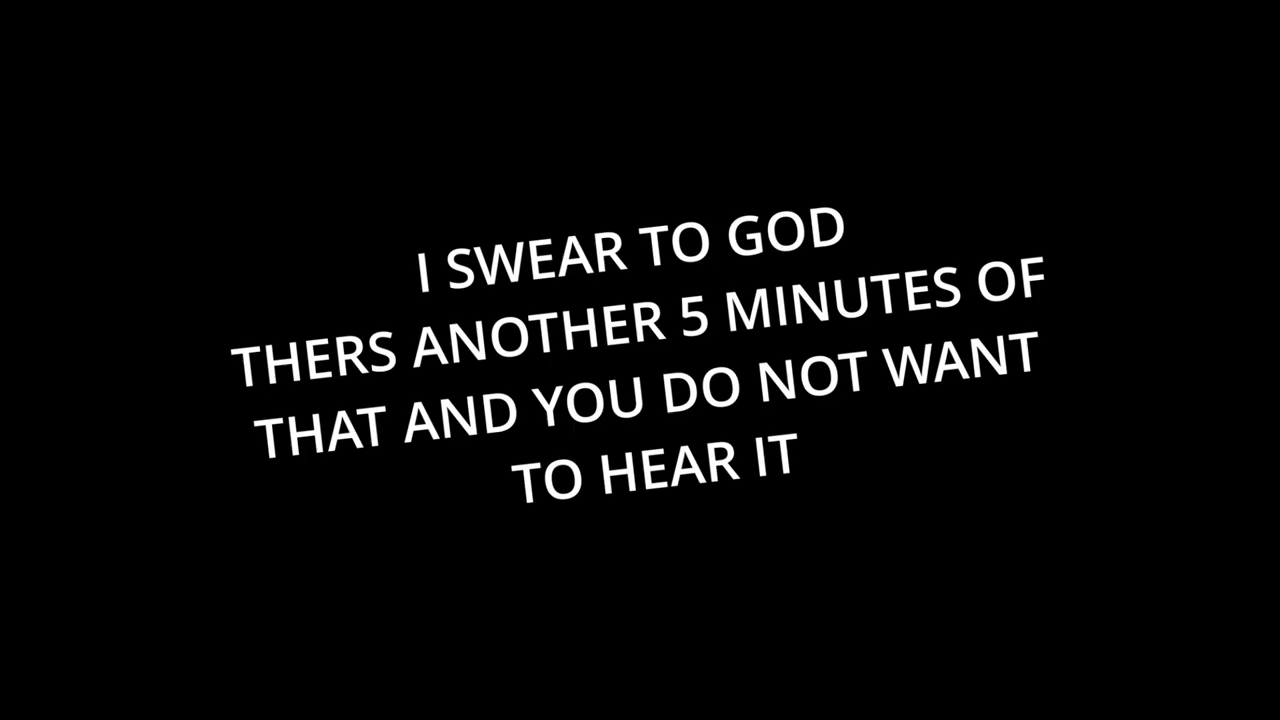 I SWEAR TO GOD
THERS ANOTHER 5 MINUTES OF
THAT AND YOU DO NOT WANT
TO HEAR IT